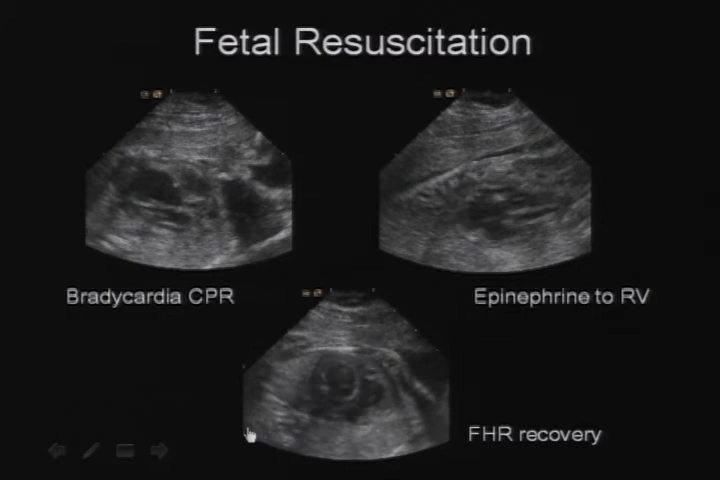 Fetal Resuscitation
Bradycardia CPR
Epinephrine to RV
FHR recovery